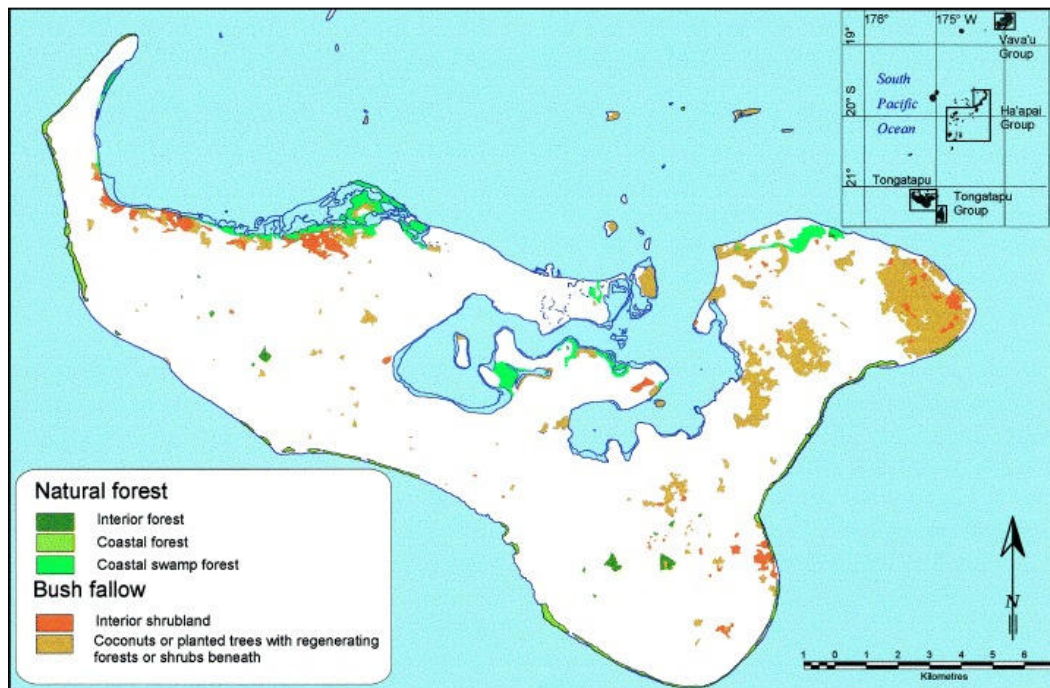 176°
175° W
19°
Vava'u
Group
South
Pacific
Ocean
20° S
Ha'apai
Group
21°
Tongatapu
Tongatapu
Group
Natural forest
Interior forest
Coastal forest
Coastal swamp forest
Bush fallow
Interior shrubland
Coconuts or planted trees with regenerating
forests or shrubs beneath
N
1 0 1 2 3 4 5 6
Kilometres